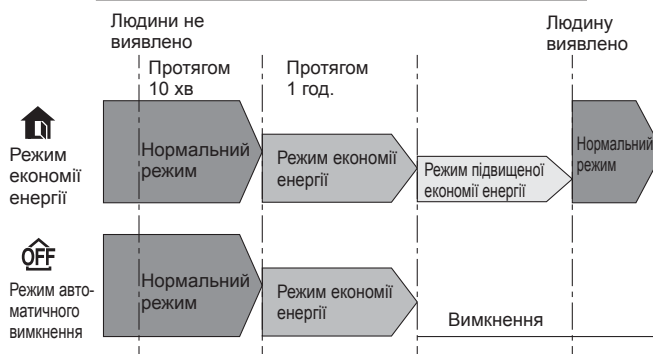 Людини не
виявлено
Людину
виявлено
Протягом
10 хв
Протягом
1 год.
Режим
економії
енергії
Нормальний
режим
Режим економії
енергії
Режим підвищеної
економії енергії
Нормальний
режим
OFF
Режим авто-
матичного
вимкнення
Нормальний
режим
Режим економії
енергії
Вимкнення